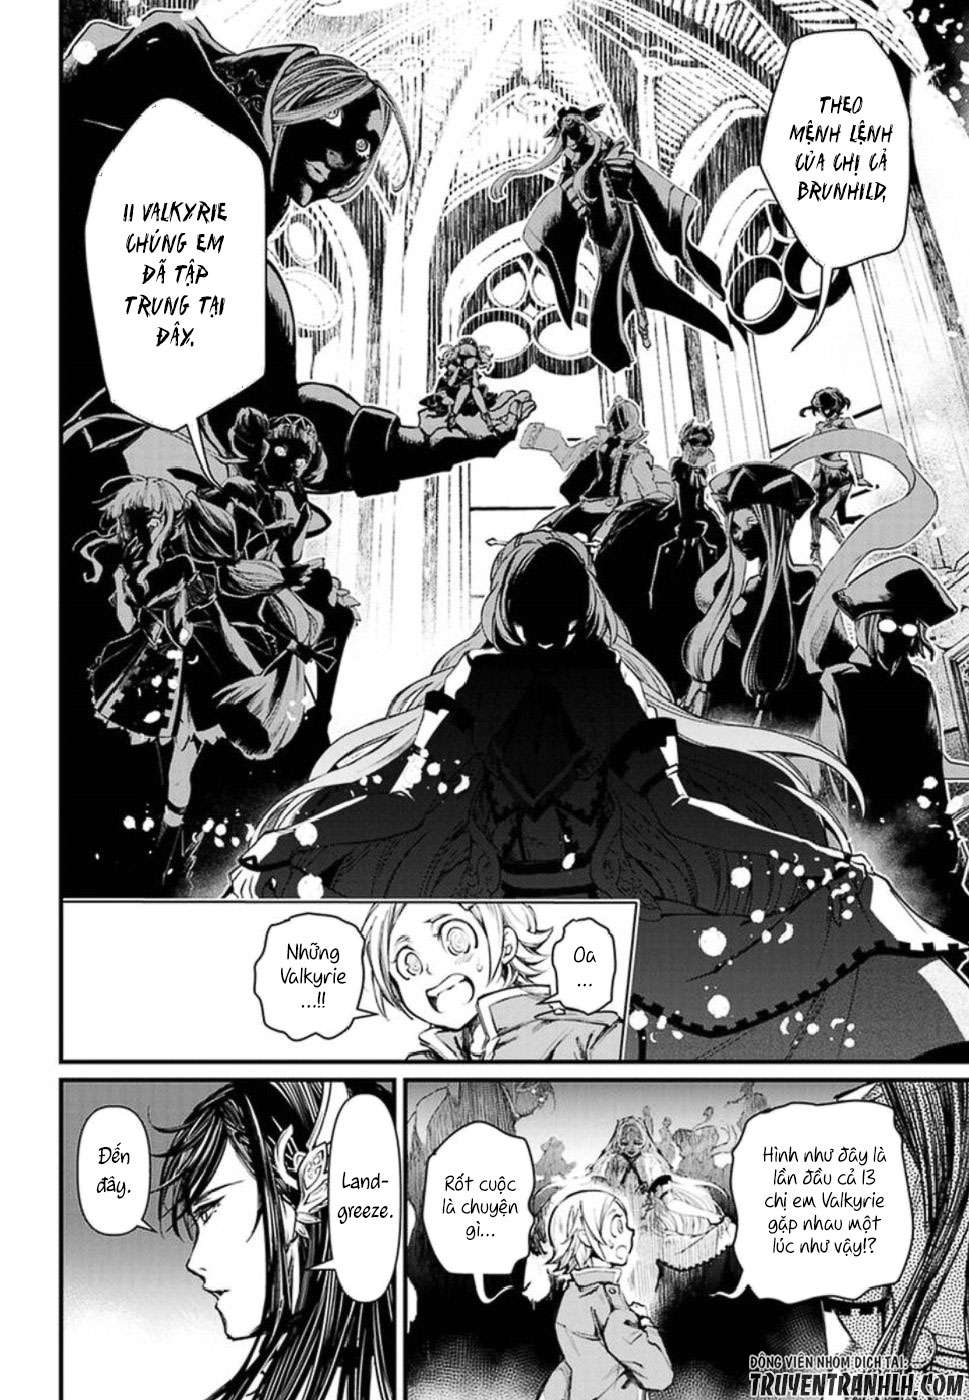 THEO
MỆNH LỆNH
CỦA CHỊ CẢ
BRUNHILD,
11 VALKYRIE
CHÚNG EM
ĐÃ TẬP
TRUNG TẠI
ĐÂY.
Oa
...
Những
Valkyrie
...!!
Hình như đây là
lần đầu cả 13
chị em Valkyrie
gặp nhau một
lúc như vậy!?
Rốt cuộc
là chuyện
gì...
Land-
greeze.
Đến
đây.
ĐỘNG VIÊN NHÓM DỊCH TẠI:
TRUYENTRANHLH.COM